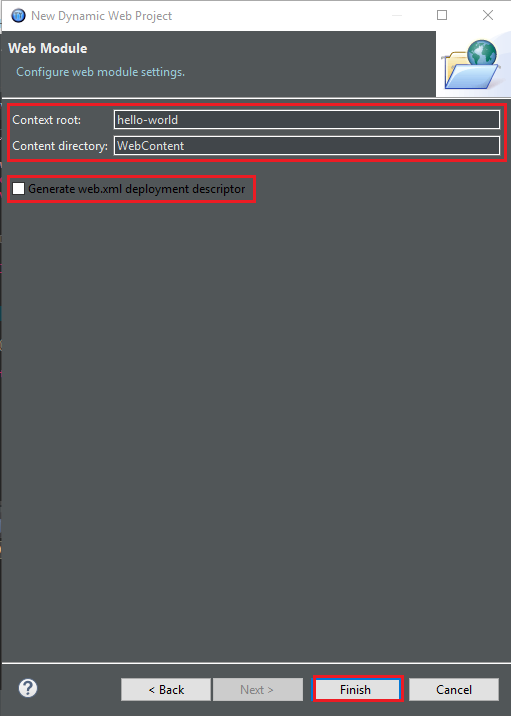 New Dynamic Web Project
Web Module
Configure web module settings.
Context root: hello-world
Content directory: WebContent
Generate web.xml deployment descriptor
? < Back Next > Finish Cancel